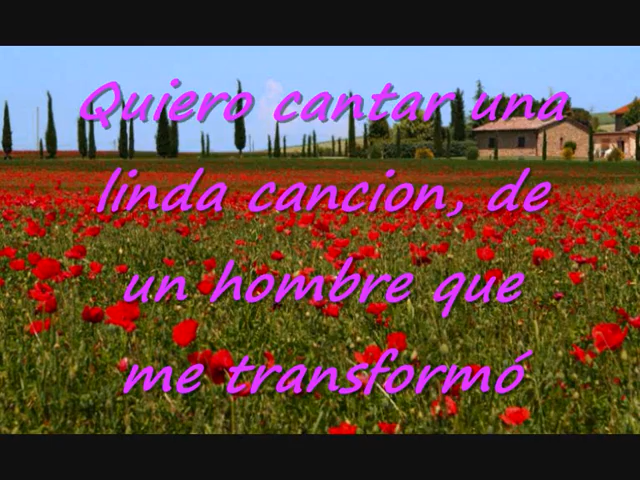 Quiero cantar una
linda cancion, de
un hombre que
me transformó